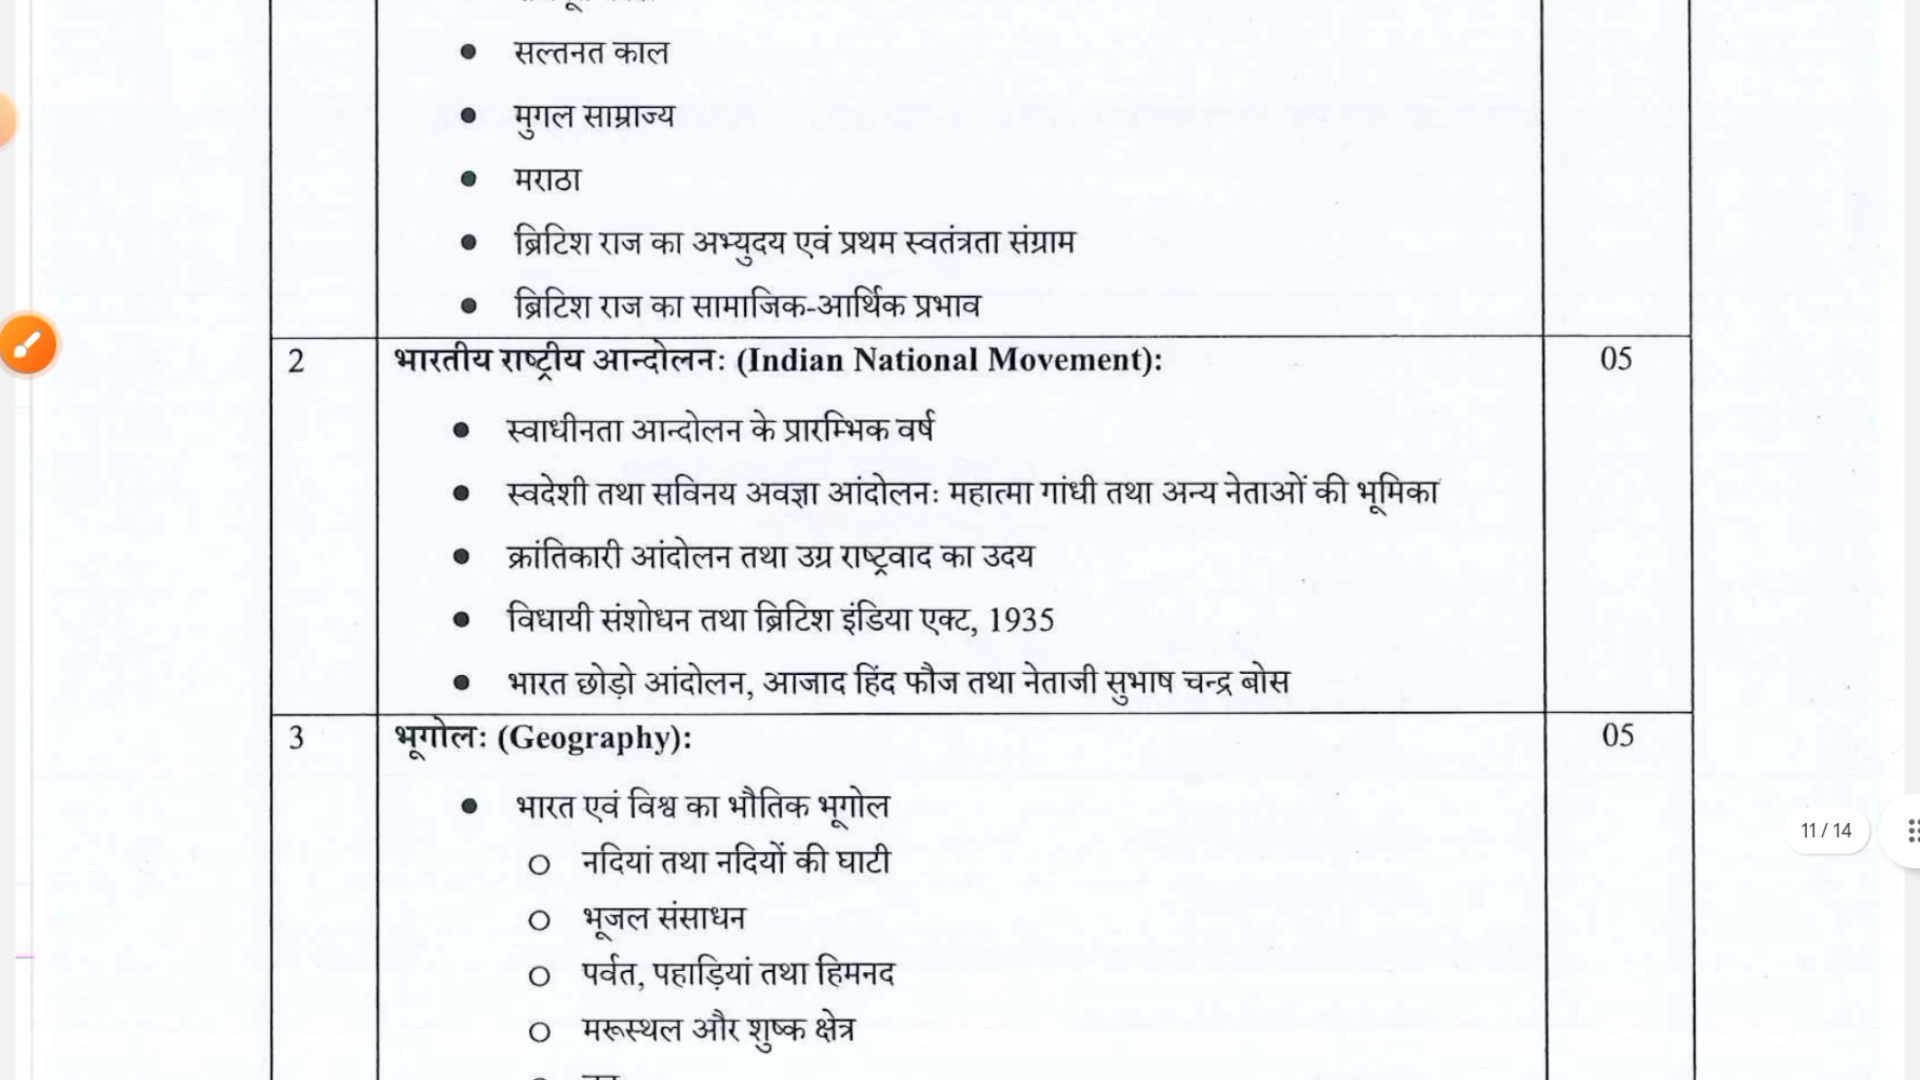 सल्तनत काल
मुगल साम्राज्य
मराठा
ब्रिटिश राज का अभ्युदय एवं प्रथम स्वतंत्रता संग्राम
ब्रिटिश राज का सामाजिक-आर्थिक प्रभाव
2 भारतीय राष्ट्रीय आन्दोलन: (Indian National Movement): 05
स्वाधीनता आन्दोलन के प्रारम्भिक वर्ष
स्वदेशी तथा सविनय अवज्ञा आंदोलन: महात्मा गांधी तथा अन्य नेताओं की भूमिका
क्रांतिकारी आंदोलन तथा उग्र राष्ट्रवाद का उदय
विधायी संशोधन तथा ब्रिटिश इंडिया एक्ट, 1935
भारत छोड़ो आंदोलन, आजाद हिंद फौज तथा नेताजी सुभाष चन्द्र बोस
3 भूगोल: (Geography): 05
भारत एवं विश्व का भौतिक भूगोल
11 / 14
नदियां तथा नदियों की घाटी
भूजल संसाधन
पर्वत, पहाड़ियां तथा हिमनद
मरूस्थल और शुष्क क्षेत्र